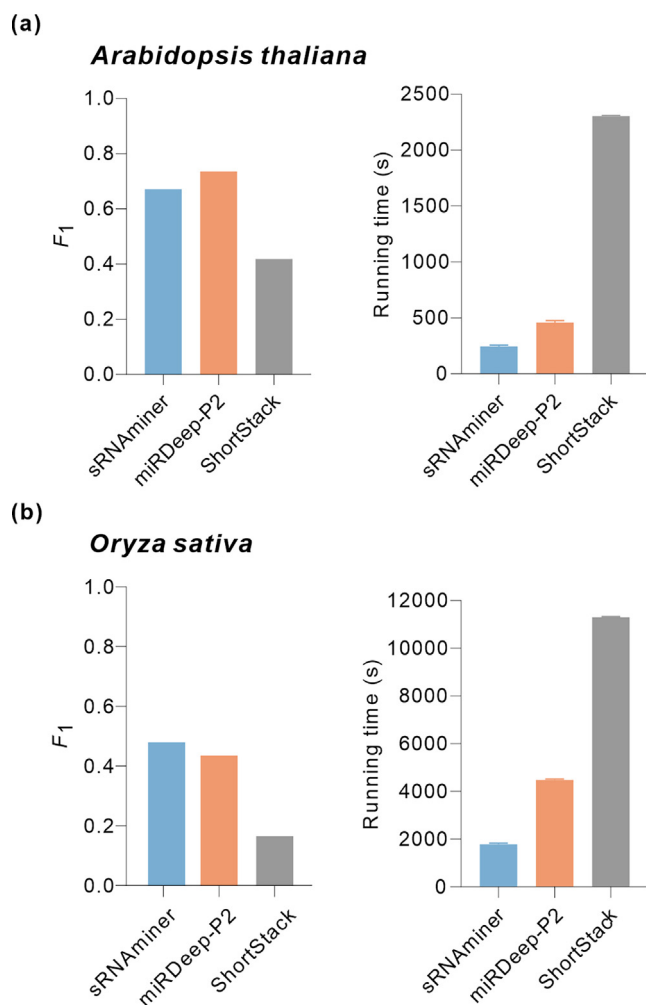 (a)
Arabidopsis thaliana
1.0
0.8
0.6
0.4
0.2
0.0
F1
sRNAminer
miRDeep-P2
ShortStack
2500
2000
1500
1000
500
0
Running time (s)
sRNAminer
miRDeep-P2
ShortStack
(b)
Oryza sativa
1.0
0.8
0.6
0.4
0.2
0.0
F1
sRNAminer
miRDeep-P2
ShortStack
12000
10000
8000
6000
4000
2000
0
Running time (s)
sRNAminer
miRDeep-P2
ShortStack